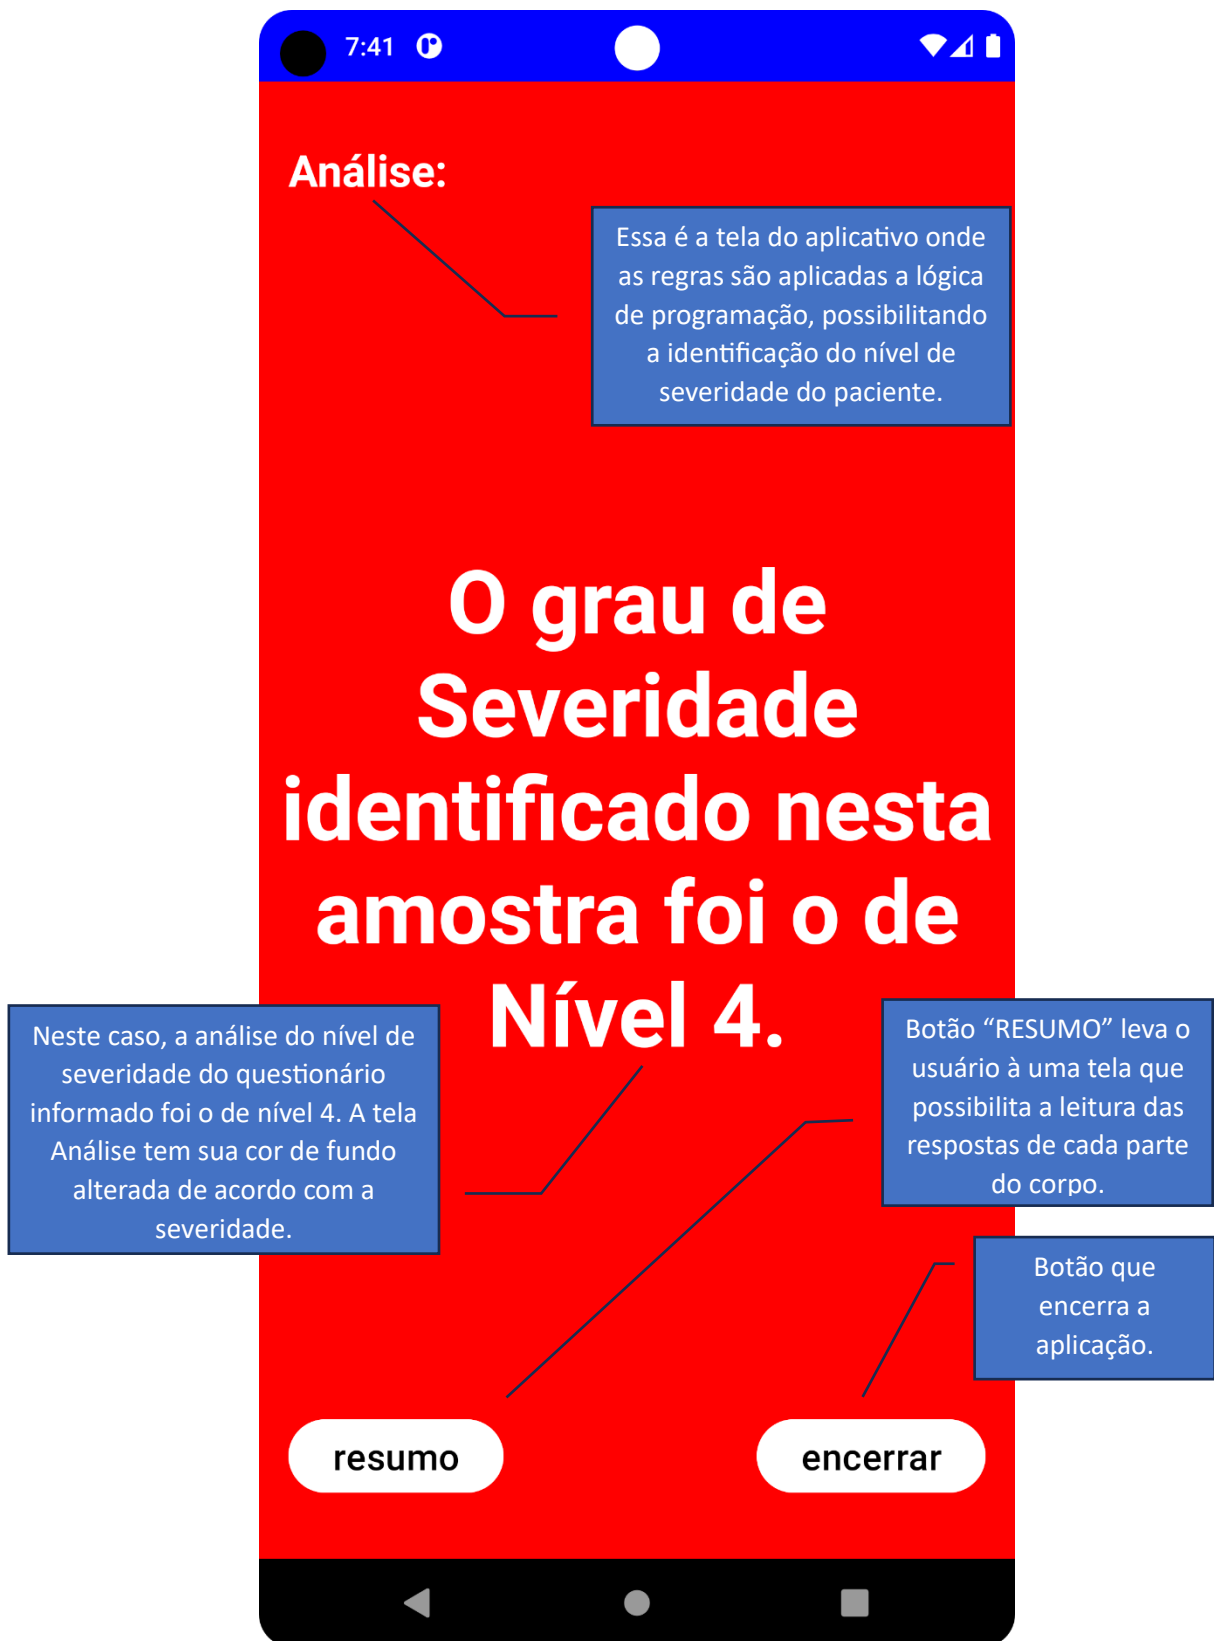 7:41
Análise:
Essa é a tela do aplicativo onde
as regras são aplicadas a lógica
de programação, possibilitando
a identificação do nível de
severidade do paciente.
O grau de
Severidade
identificado nesta
amostra foi o de
Nível 4.
Neste caso, a análise do nível de
severidade do questionário
informado foi o de nível 4. A tela
Análise tem sua cor de fundo
alterada de acordo com a
severidade.
Botão “RESUMO” leva o
usuário à uma tela que
possibilita a leitura das
respostas de cada parte
do corpo.
Botão que
encerra a
aplicação.
resumo
encerrar